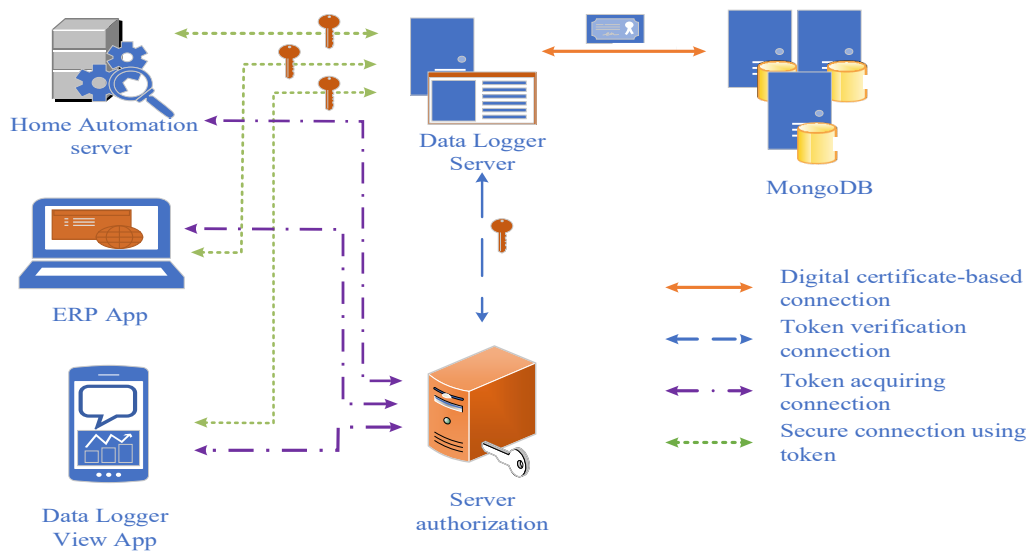 Home Automation
server
Data Logger
Server
MongoDB
ERP App
Data Logger
View App
Server
authorization
Digital certificate-based
connection
Token verification
connection
Token acquiring
connection
Secure connection using
token